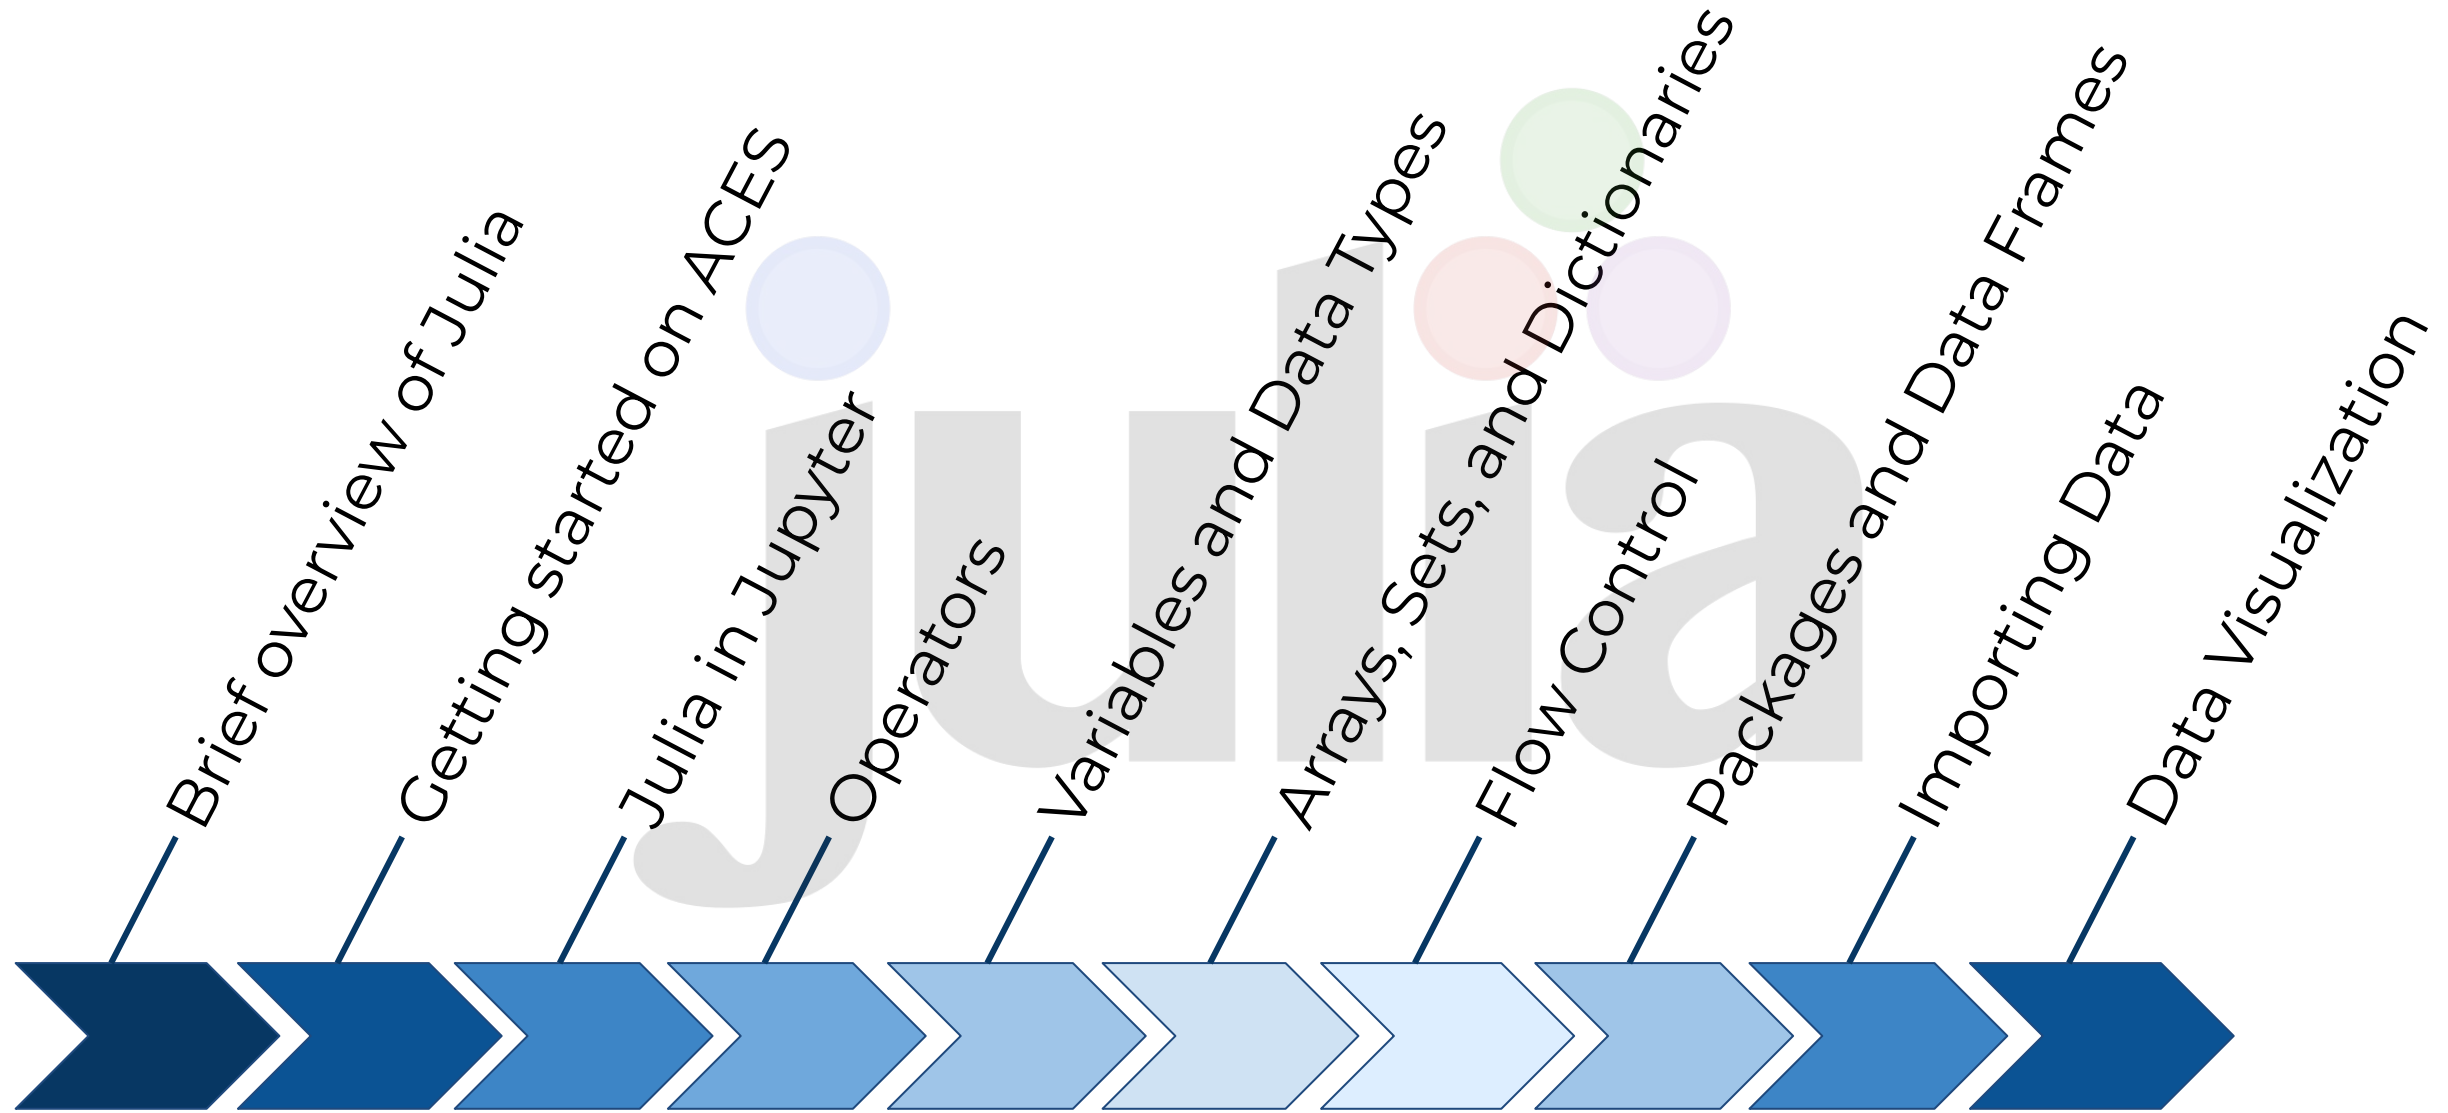 Brief overview of Julia
Getting started on ACES
Julia in Jupyter
Operators
Variables and Data Types
Arrays, Sets, and Dictionaries
Flow Control
Packages and Data Frames
Importing Data
Data Visualization
julia